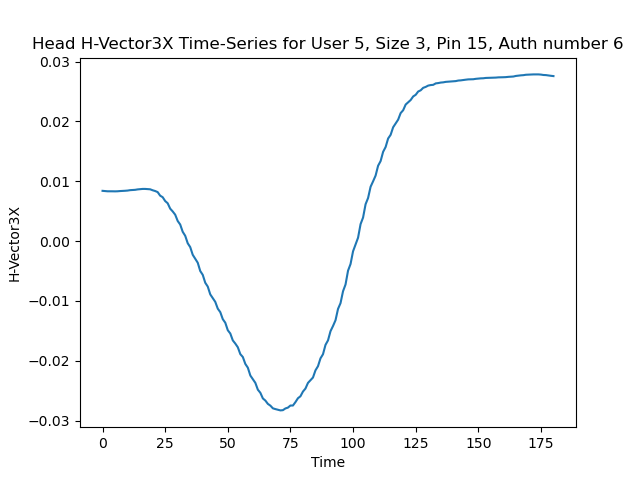 Head H-Vector3X Time-Series for User 5, Size 3, Pin 15, Auth number 6
0.03
0.02
0.01
0.00
−0.01
−0.02
−0.03
H-Vector3X
0 25 50 75 100 125 150 175
Time